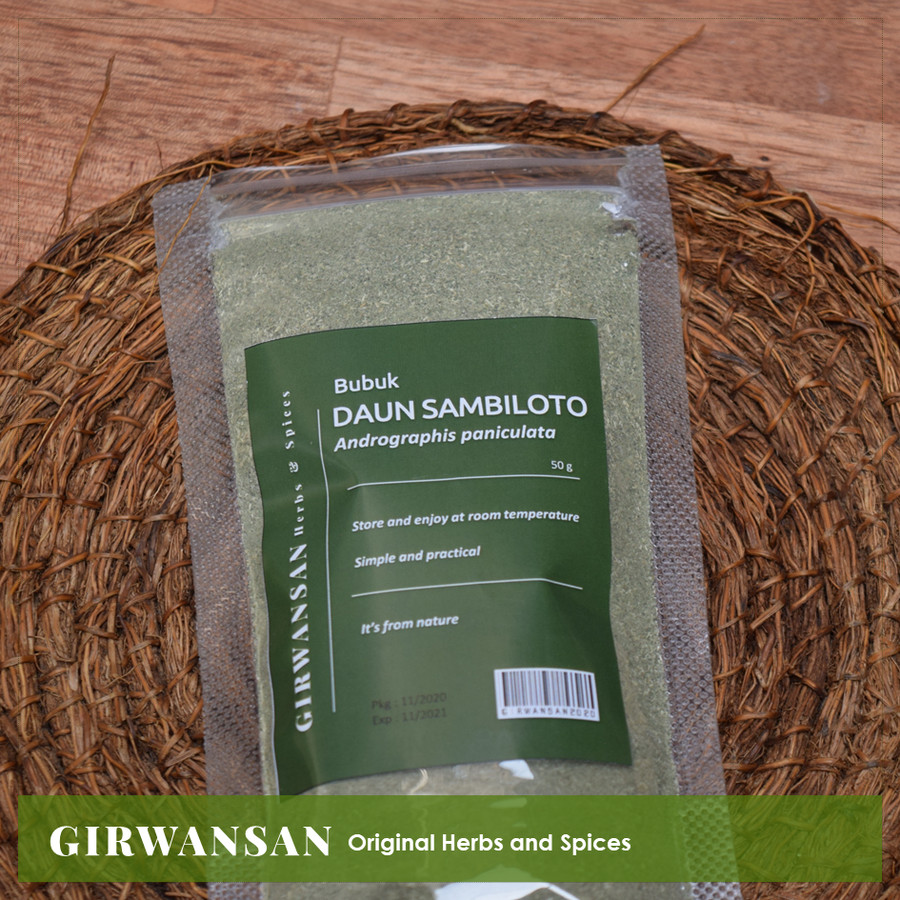 Bubuk
DAUN SAMBILOTO
Andrographis paniculata
50 g
Store and enjoy at room temperature
Simple and practical
It's from nature
Pkg : 11/2020
Exp : 11/2021
GIRWANSAN2020
GIRWANSAN Herbs & Spices
GIRWANSAN Original Herbs and Spices